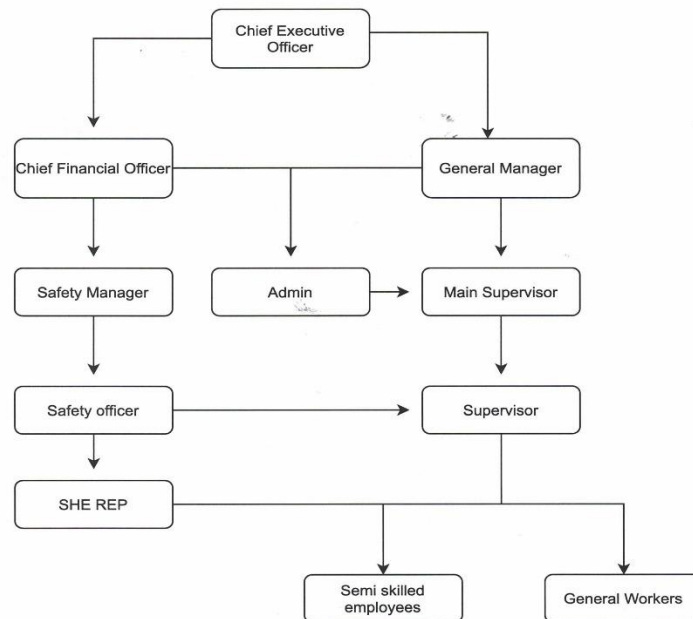 Chief Executive
Officer
Chief Financial Officer
General Manager
Safety Manager
Admin
Main Supervisor
Safety officer
Supervisor
SHE REP
Semi skilled
employees
General Workers